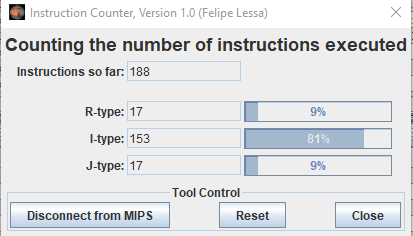 Instruction Counter, Version 1.0 (Felipe Lessa)
Counting the number of instructions executed
Instructions so far: 188
R-type: 17 9%
I-type: 153 81%
J-type: 17 9%
Tool Control
Disconnect from MIPS Reset Close